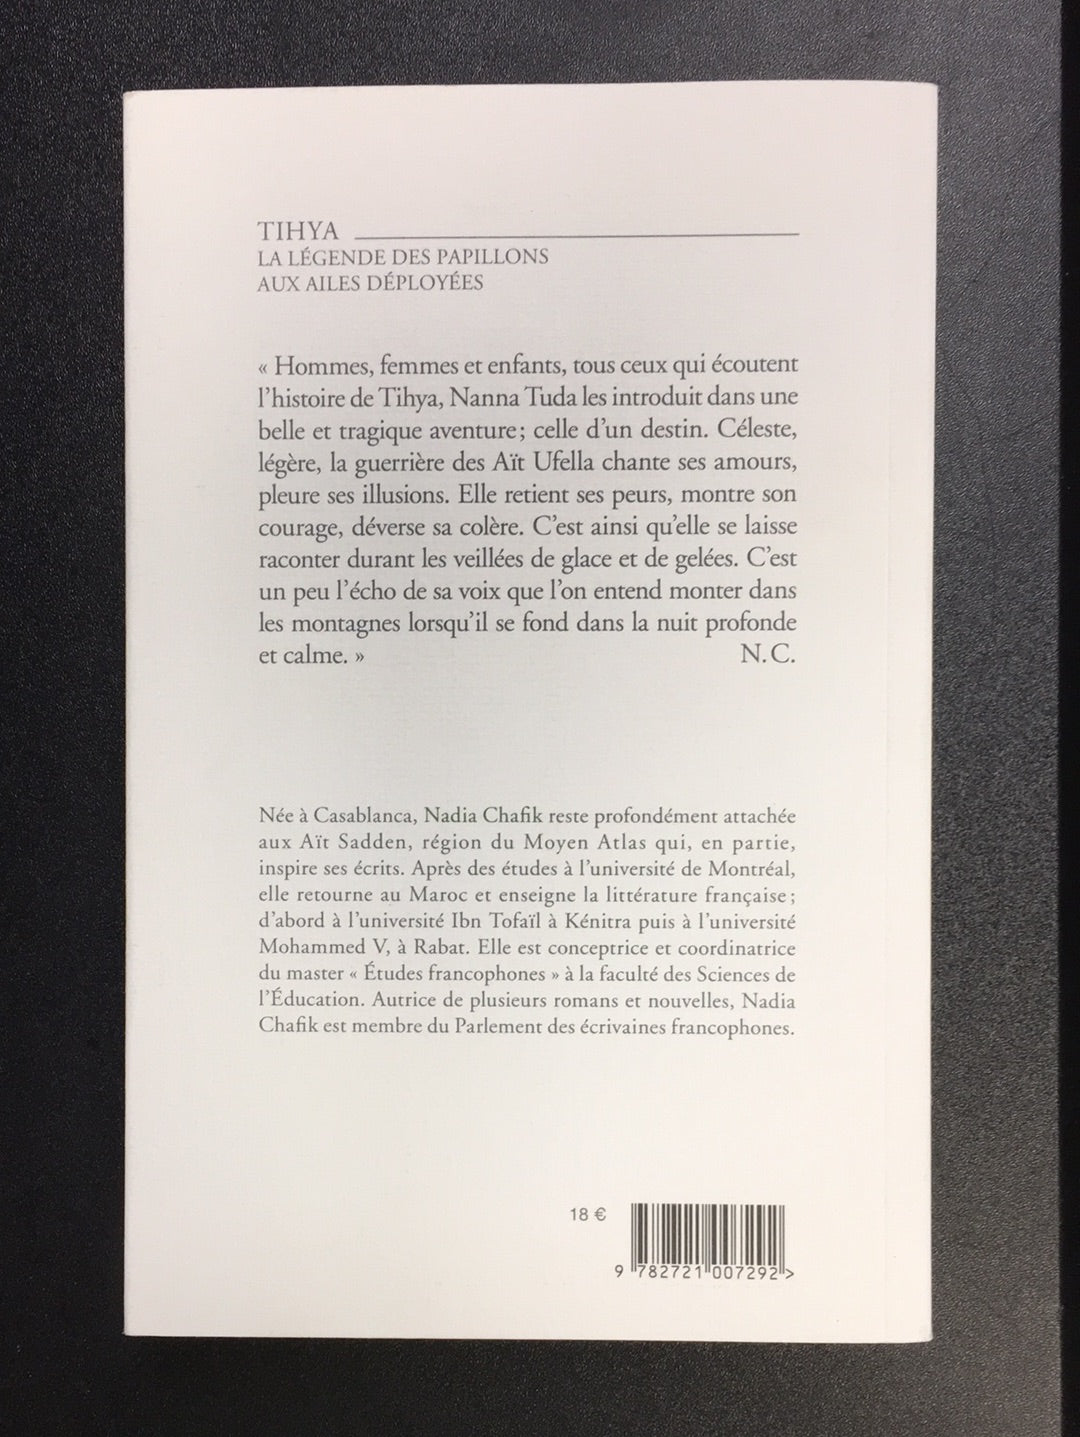 TIHYA
LA LÉGENDE DES PAPILLONS
AUX AILES DÉPLOYÉES
« Hommes, femmes et enfants, tous ceux qui écoutent
l’histoire de Tihya, Nanna Tuda les introduit dans une
belle et tragique aventure ; celle d’un destin. Céleste,
légère, la guerrière des Aït Ufella chante ses amours,
pleure ses illusions. Elle retient ses peurs, montre son
courage, déverse sa colère. C’est ainsi qu’elle se laisse
raconter durant les veillées de glace et de gelées. C’est
un peu l’écho de sa voix que l’on entend monter dans
les montagnes lorsqu’il se fond dans la nuit profonde
et calme. » N. C.
Née à Casablanca, Nadia Chafik reste profondément attachée
aux Aït Sadden, région du Moyen Atlas qui, en partie,
inspire ses écrits. Après des études à l’université de Montréal,
elle retourne au Maroc et enseigne la littérature française ;
d’abord à l’université Ibn Tofaïl à Kénitra puis à l’université
Mohammed V, à Rabat. Elle est conceptrice et coordinatrice
du master « Études francophones » à la faculté des Sciences de
l’Éducation. Autrice de plusieurs romans et nouvelles, Nadia
Chafik est membre du Parlement des écrivaines francophones.
18 €
9 782721 007292 >